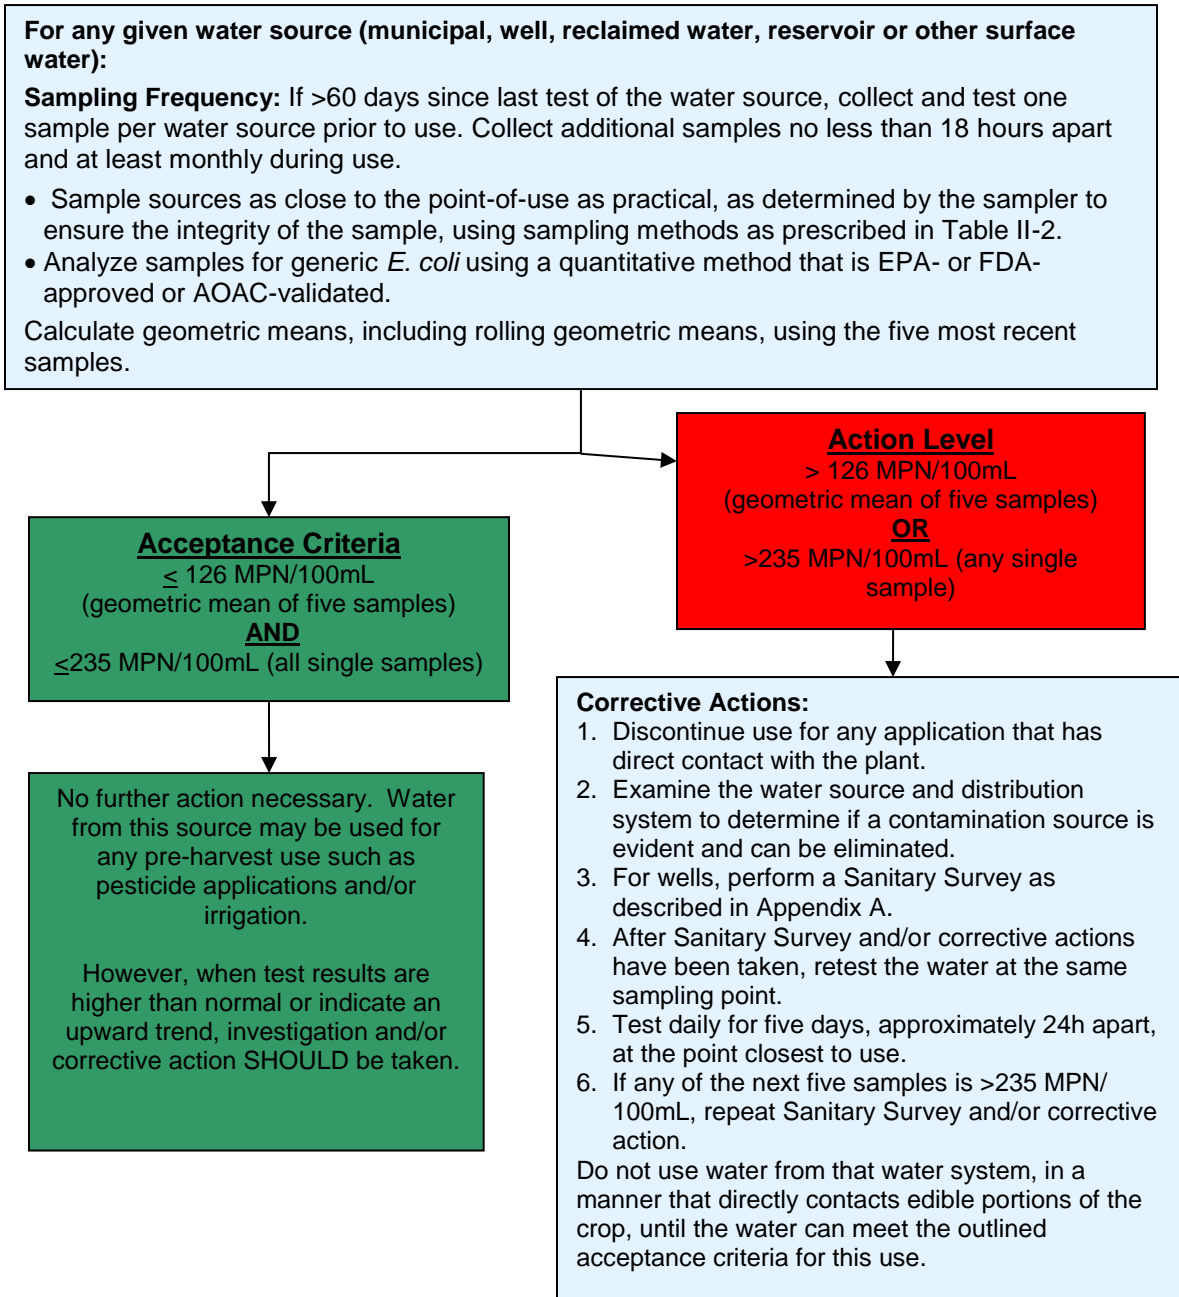 For any given water source (municipal, well, reclaimed water, reservoir or other surface
water):
Sampling Frequency: If >60 days since last test of the water source, collect and test one
sample per water source prior to use. Collect additional samples no less than 18 hours apart
and at least monthly during use.
• Sample sources as close to the point-of-use as practical, as determined by the sampler to
ensure the integrity of the sample, using sampling methods as prescribed in Table II-2.
• Analyze samples for generic E. coli using a quantitative method that is EPA- or FDA-
approved or AOAC-validated.
Calculate geometric means, including rolling geometric means, using the five most recent
samples.
Action Level
> 126 MPN/100mL
(geometric mean of five samples)
OR
>235 MPN/100mL (any single
sample)
Acceptance Criteria
≤ 126 MPN/100mL
(geometric mean of five samples)
AND
≤235 MPN/100mL (all single samples)
No further action necessary. Water
from this source may be used for
any pre-harvest use such as
pesticide applications and/or
irrigation.
However, when test results are
higher than normal or indicate an
upward trend, investigation and/or
corrective action SHOULD be taken.
Corrective Actions:
1. Discontinue use for any application that has
direct contact with the plant.
2. Examine the water source and distribution
system to determine if a contamination source is
evident and can be eliminated.
3. For wells, perform a Sanitary Survey as
described in Appendix A.
4. After Sanitary Survey and/or corrective actions
have been taken, retest the water at the same
sampling point.
5. Test daily for five days, approximately 24h apart,
at the point closest to use.
6. If any of the next five samples is >235 MPN/
100mL, repeat Sanitary Survey and/or corrective
action.
Do not use water from that water system, in a
manner that directly contacts edible portions of the
crop, until the water can meet the outlined
acceptance criteria for this use.